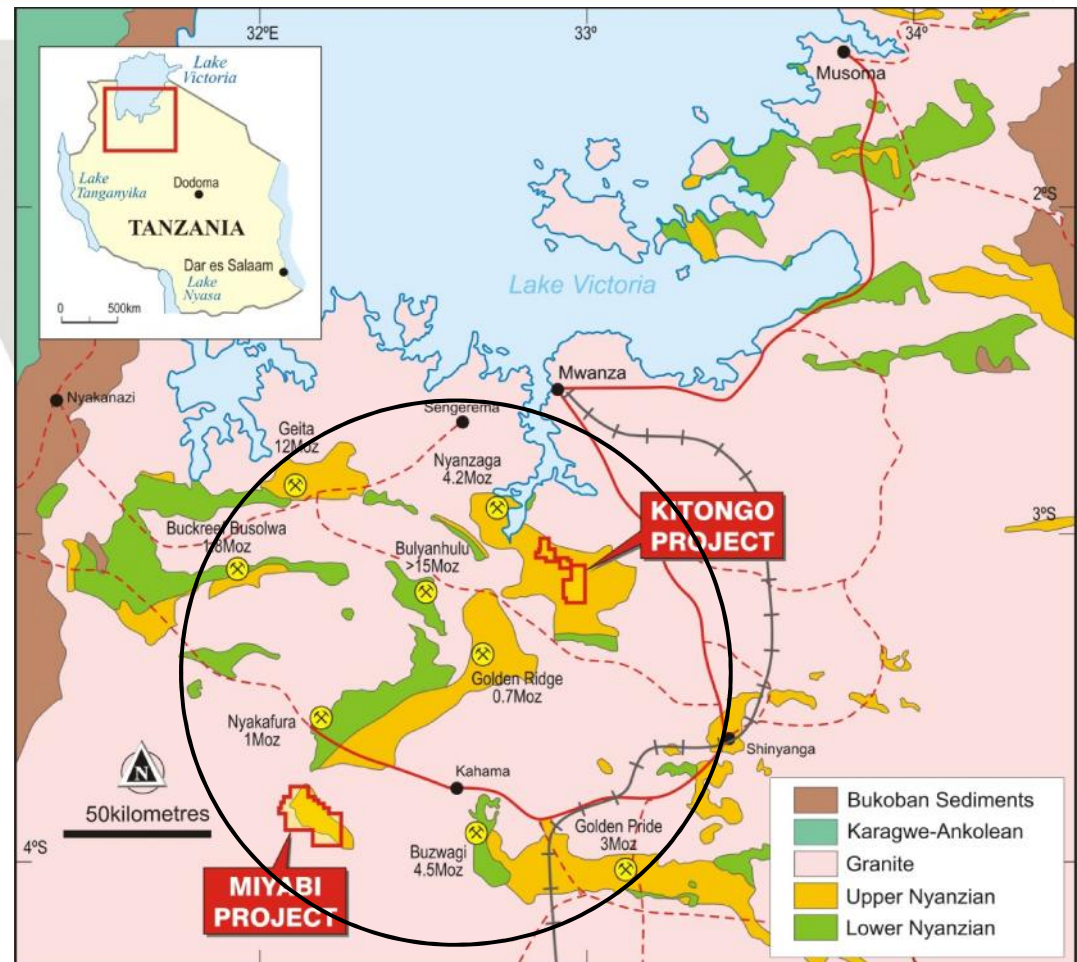 32ºE
33º
34º
Lake
Victoria
Lake
Tanganyika
Dodoma
TANZANIA
Dar es Salaam
Lake
Nyasa
0
500km
Musoma
2ºS
Lake Victoria
Mwanza
Nyakanazi
Sengerema
Geita
12Moz
Nyanzaga
4.2Moz
KITONGO
PROJECT
3ºS
Buckreef Busolwa
1.8Moz
Bulyanhulu
>15Moz
Golden Ridge
0.7Moz
Nyakafura
1Moz
Shinyanga
N
Kahama
50kilometres
4ºS
Buzwagi
4.5Moz
Golden Pride
3Moz
MIYABI
PROJECT
Bukoban Sediments
Karagwe-Ankolean
Granite
Upper Nyanzian
Lower Nyanzian